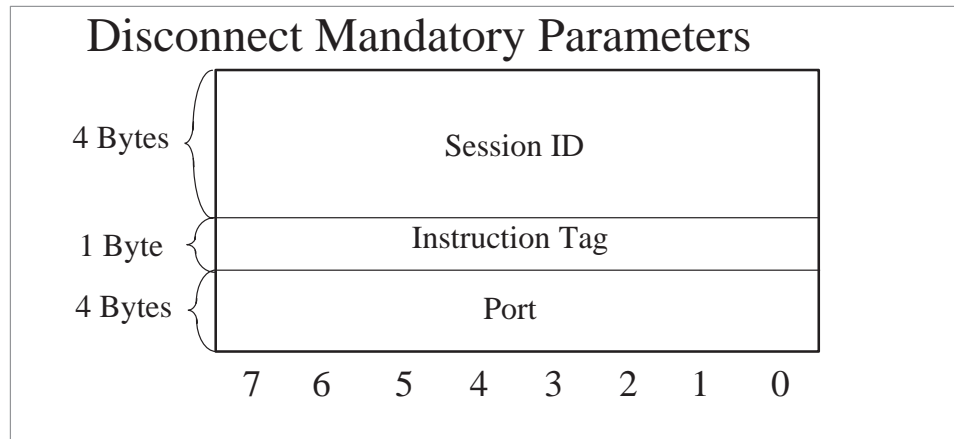 Disconnect Mandatory Parameters
4 Bytes
Session ID
1 Byte
Instruction Tag
4 Bytes
Port
7 6 5 4 3 2 1 0